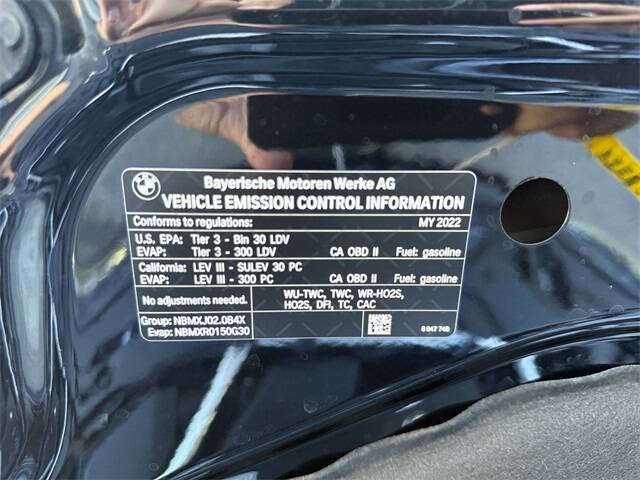 Bayerische Motoren Werke AG
VEHICLE EMISSION CONTROL INFORMATION
Conforms to regulations: MY 2022
U.S. EPA: Tier 3 - Bin 30 LDV
EVAP: Tier 3 - 300 LDV CA OBD II Fuel: gasoline
California: LEV III - SULEV 30 PC
EVAP: LEV III - 300 PC CA OBD II Fuel: gasoline
No adjustments needed.
WU-TWC, TWC, WR-HO2S,
HO2S, DFI, TC, CAC
Group: NBMXJ02.0B4X
Evap: NBMXR0150G30
8 847 748